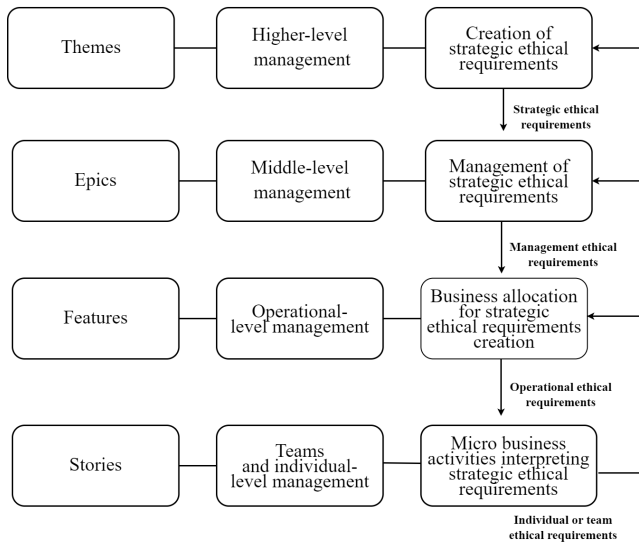 Themes
Higher-level
management
Creation of
strategic ethical
requirements
Strategic ethical
requirements
Epics
Middle-level
management
Management of
strategic ethical
requirements
Management ethical
requirements
Features
Operational-
level management
Business allocation
for strategic
ethical requirements
creation
Operational ethical
requirements
Stories
Teams
and individual-
level management
Micro business
activities interpreting
strategic ethical
requirements
Individual or team
ethical requirements